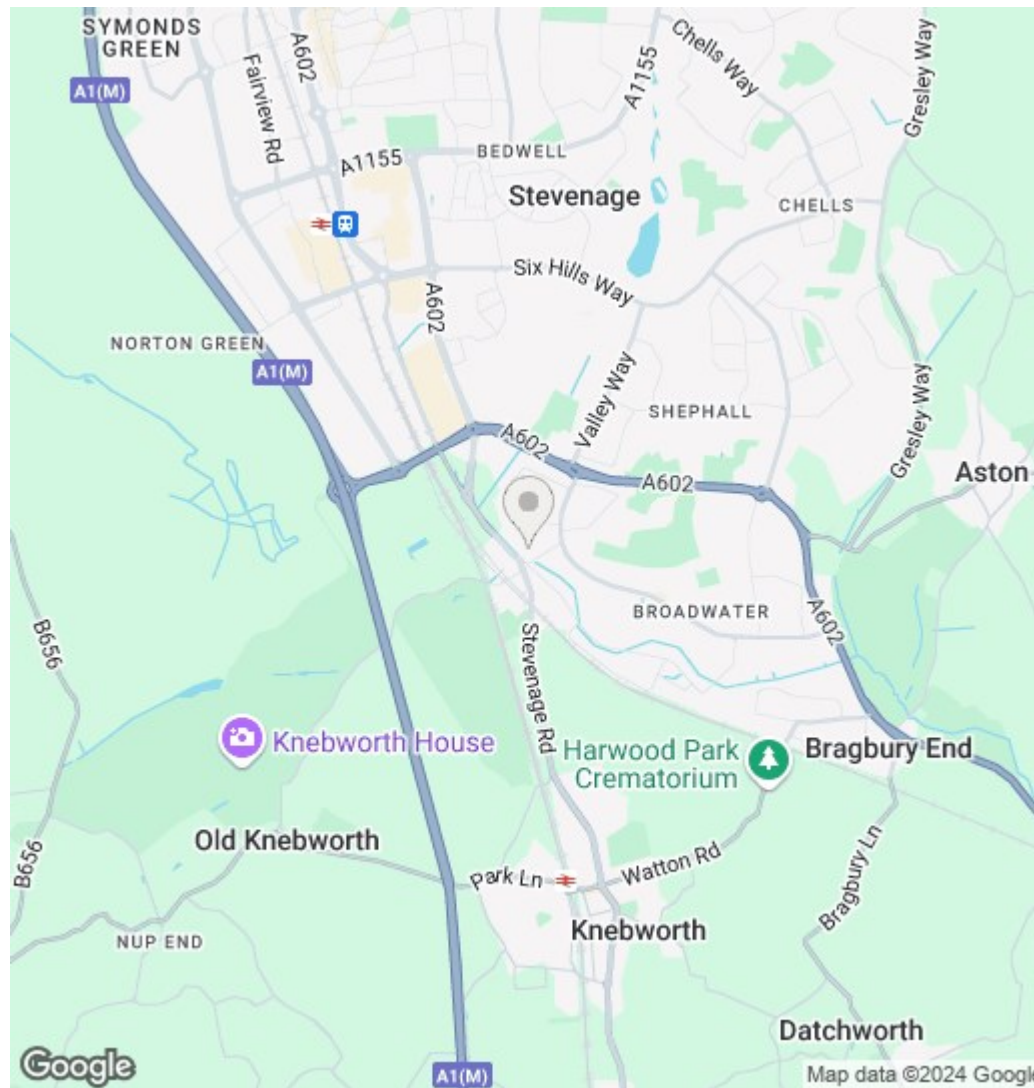 SYMONDS
GREEN
A602
Fairview Rd
A1(M)
A1155
Chells Way
Gresley Way
A1155
BEDWELL
Stevenage
CHELLS
Six Hills Way
A602
NORTON GREEN
A1(M)
Valley Way
SHEPHALL
Gresley Way
A602
A602
Aston
B656
Stevenage Rd
BROADWATER
A602
Knebworth House
Harwood Park
Crematorium
Bragbury End
Old Knebworth
B656
Park Ln
Watton Rd
Bragbury Ln
NUP END
Knebworth
Datchworth
Google
A1(M)
Map data ©2024 Google